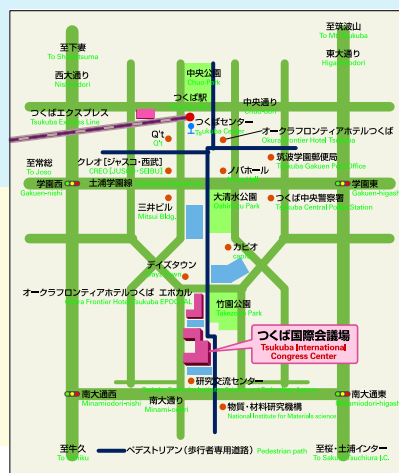 至下妻
To Shimotsuma
西大通り
至筑波山
To Mt. Tsukuba
東大通り
中央公園
Chuo Park
つくばエクスプレス
Tsukuba Express Line
つくば駅
中央通り
つくばセンター
Tsukuba Center
オークラフロンティアホテルつくば
Okura Frontier Hotel Tsukuba
Q't
Q't
クレオ[ジャスコ・西武]
CREO [JUSCO・SEIBU]
ノバホール
筑波学園郵便局
Tsukuba Gakuen Post Office
至常総
To Joso
学園西
Gakuen-nishi
土浦学園線
学園東
Gakuen-higashi
三井ビル
Mitsui Bldg.
大清水公園
Oshimizu Park
つくば中央警察署
Tsukuba Central Police Station
カピオ
capio
デイズタウン
オークラフロンティアホテルつくば エポカル
Okura Frontier Hotel Tsukuba EPOCHAL
竹園公園
Takezono Park
つくば国際会議場
Tsukuba International
Congress Center
研究交流センター
南大通西
Minamiodori-nishi
南大通り
物質・材料研究機構
National Institute for Materials science
南大通東
Minamiodori-higashi
至牛久
To Ushiku
ペデストリアン(歩行者専用道路)
Pedestrian path
至桜・土浦インター
To Sakura Tsuchiura J.C.